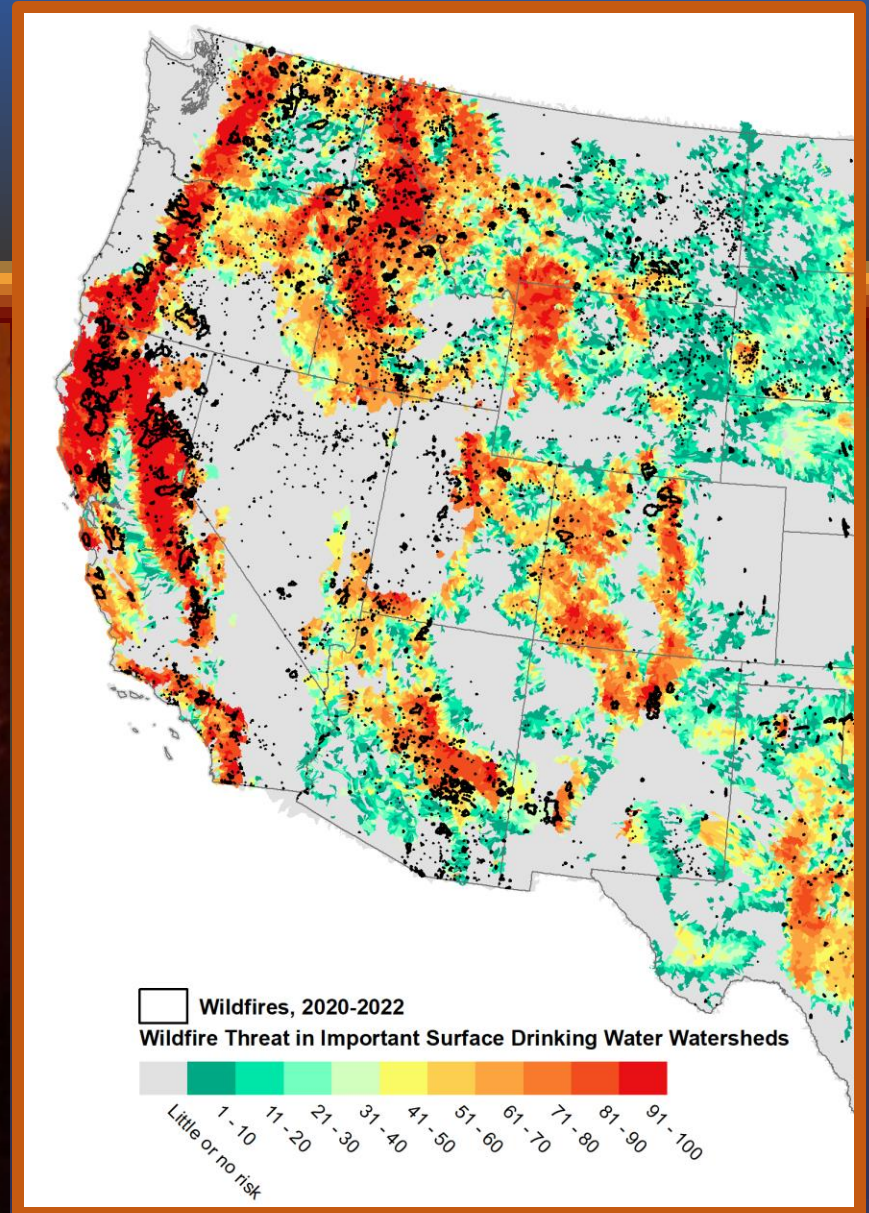 Wildfires, 2020-2022
Wildfire Threat in Important Surface Drinking Water Watersheds
Little or no risk
1 - 10
11 - 20
21 - 30
31 - 40
41 - 50
51 - 60
61 - 70
71 - 80
81 - 90
91 - 100